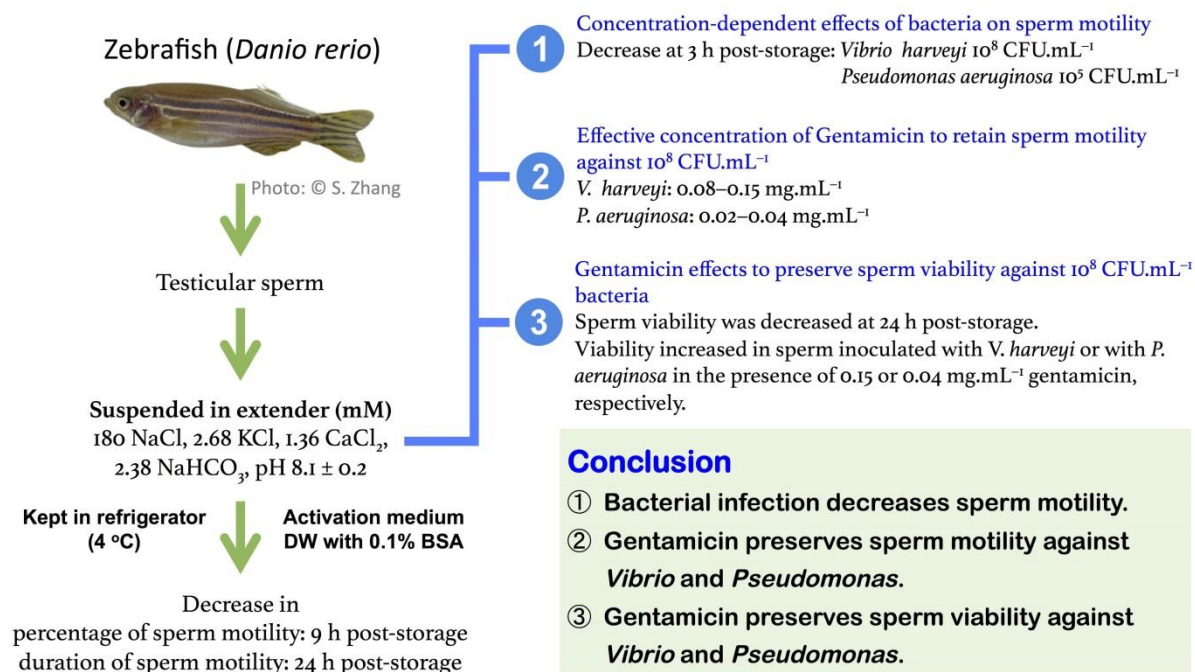 Zebrafish (Danio rerio)
Photo: © S. Zhang
Testicular sperm
Suspended in extender (mM)
180 NaCl, 2.68 KCl, 1.36 CaCl₂,
2.38 NaHCO₃, pH 8.1 ± 0.2
Kept in refrigerator
(4 °C)
Activation medium
DW with 0.1% BSA
Decrease in
percentage of sperm motility: 9 h post-storage
duration of sperm motility: 24 h post-storage
1
Concentration-dependent effects of bacteria on sperm motility
Decrease at 3 h post-storage: Vibrio harveyi 10⁸ CFU.mL⁻¹
Pseudomonas aeruginosa 10⁵ CFU.mL⁻¹
2
Effective concentration of Gentamicin to retain sperm motility
against 10⁸ CFU.mL⁻¹
V. harveyi: 0.08–0.15 mg.mL⁻¹
P. aeruginosa: 0.02–0.04 mg.mL⁻¹
3
Gentamicin effects to preserve sperm viability against 10⁸ CFU.mL⁻¹
bacteria
Sperm viability was decreased at 24 h post-storage.
Viability increased in sperm inoculated with V. harveyi or with P.
aeruginosa in the presence of 0.15 or 0.04 mg.mL⁻¹ gentamicin,
respectively.
Conclusion
① Bacterial infection decreases sperm motility.
② Gentamicin preserves sperm motility against
Vibrio and Pseudomonas.
③ Gentamicin preserves sperm viability against
Vibrio and Pseudomonas.